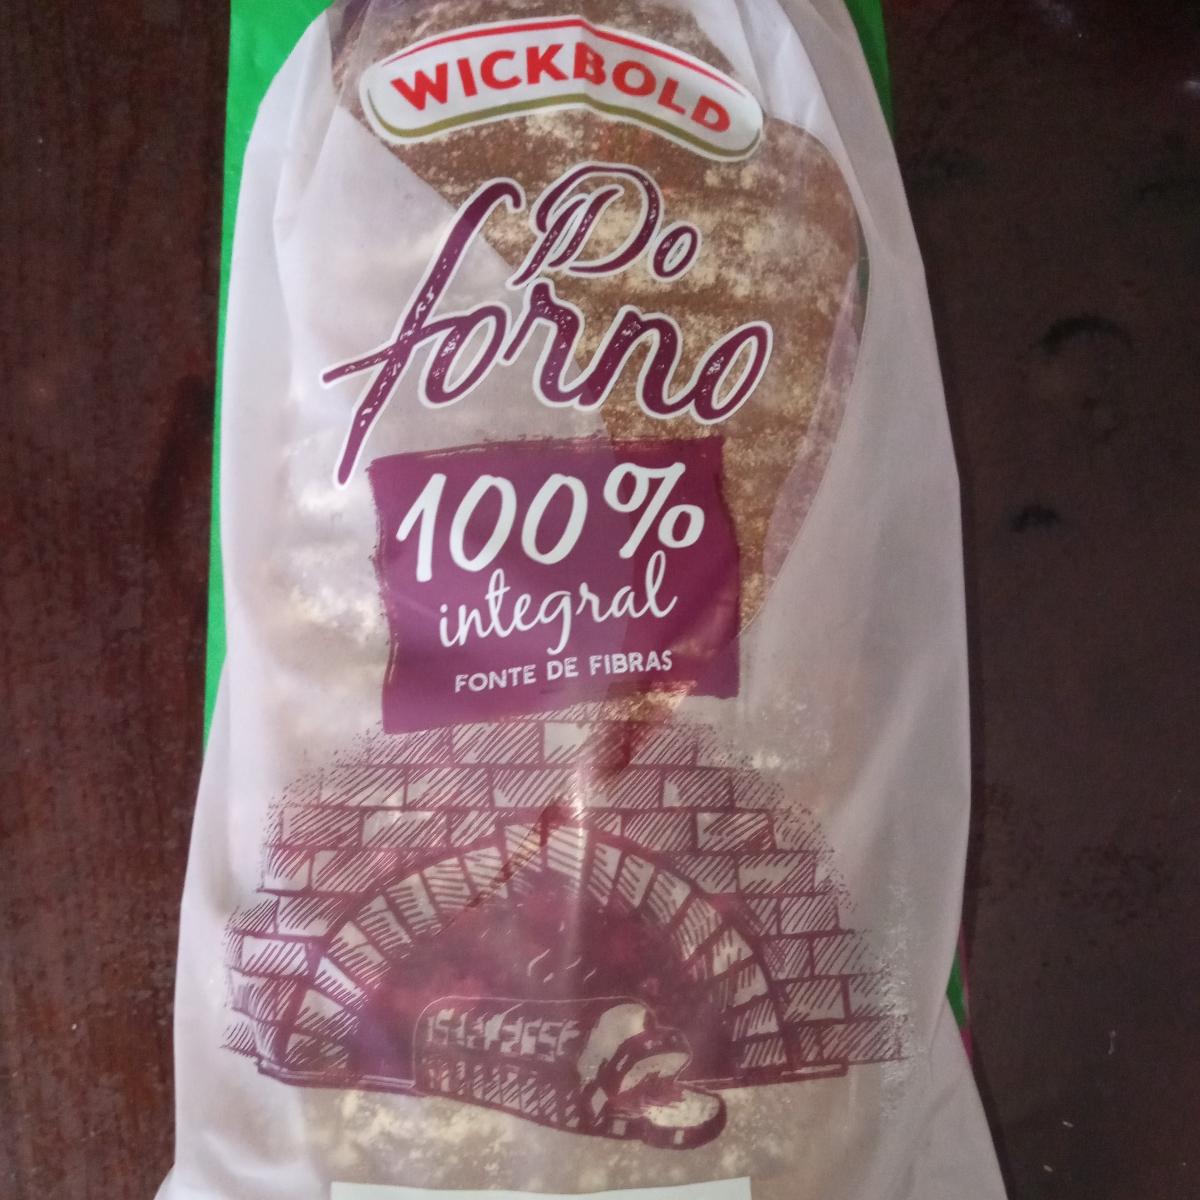 WICKBOLD
Do
forno
100%
integral
FONTE DE FIBRAS